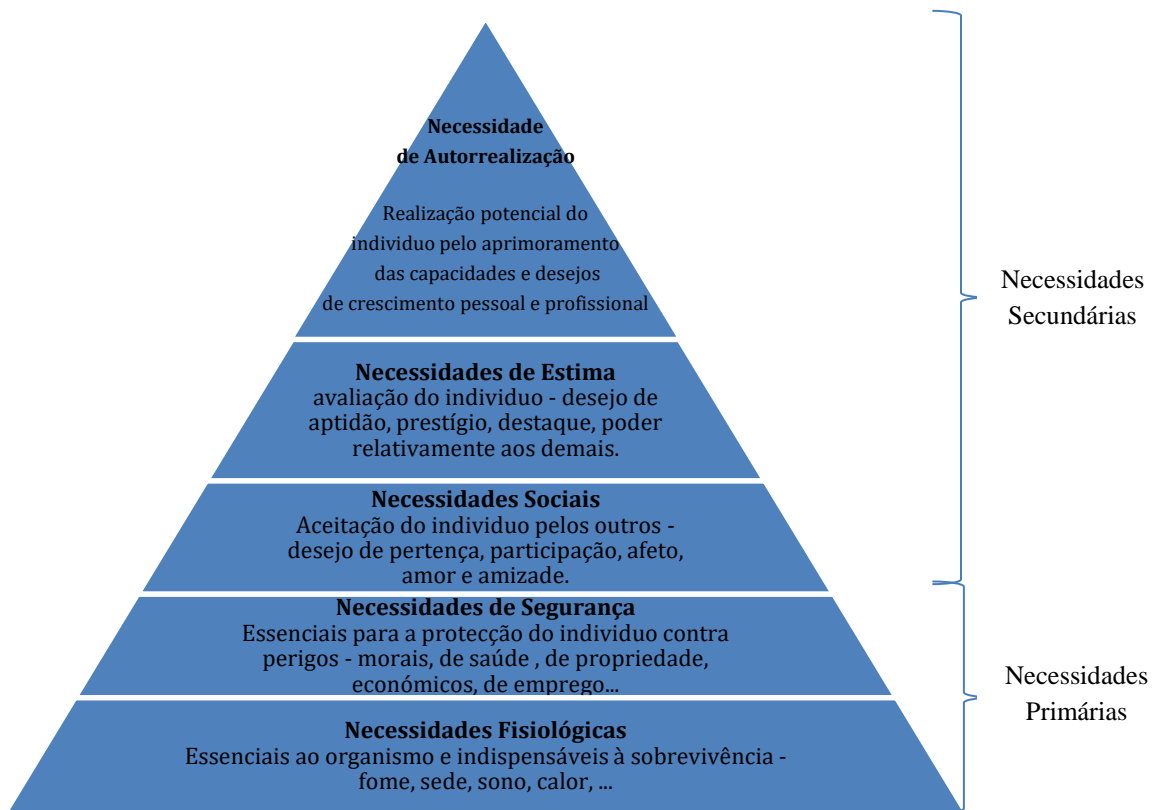 Necessidade
de Autorrealização
Realização potencial do
individuo pelo aprimoramento
das capacidades e desejos
de crescimento pessoal e profissional
Necessidades
Secundárias
Necessidades de Estima
avaliação do individuo - desejo de
aptidão, prestígio, destaque, poder
relativamente aos demais.
Necessidades Sociais
Aceitação do individuo pelos outros -
desejo de pertença, participação, afeto,
amor e amizade.
Necessidades de Segurança
Essenciais para a protecção do individuo contra
perigos - morais, de saúde , de propriedade,
económicos, de emprego...
Necessidades
Primárias
Necessidades Fisiológicas
Essenciais ao organismo e indispensáveis à sobrevivência -
fome, sede, sono, calor, ...